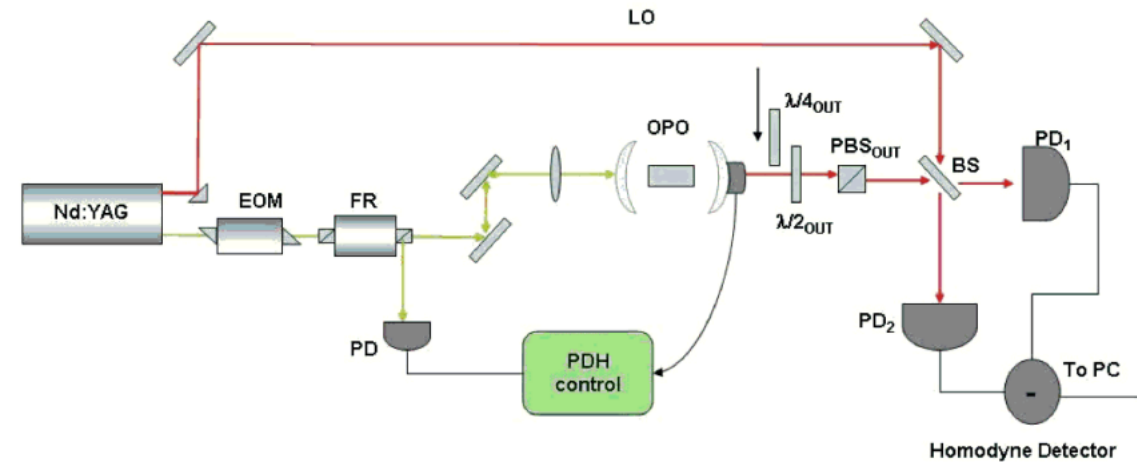 LO
λ/4OUT
OPO
PBSOUT
PD1
BS
Nd:YAG
EOM
FR
λ/2OUT
PD
PD2
PDH
control
To PC
-
Homodyne Detector